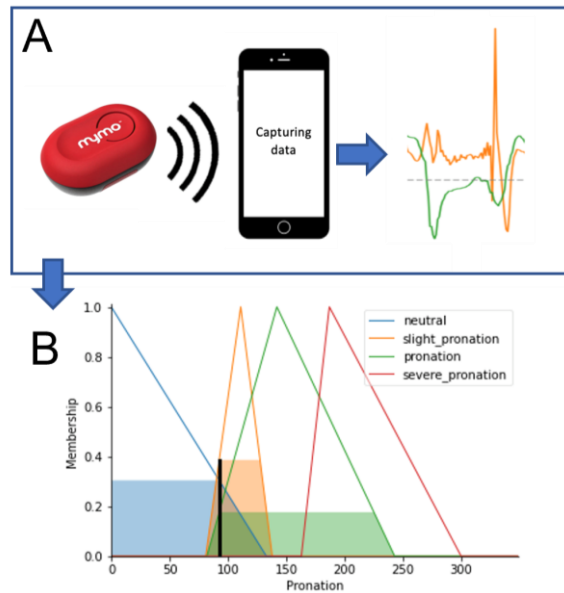 A
mymo
Capturing
data
B
1.0
neutral
slight_pronation
pronation
severe_pronation
0.8
0.6
0.4
0.2
0.0
Membership
0
50
100
150
200
250
300
Pronation